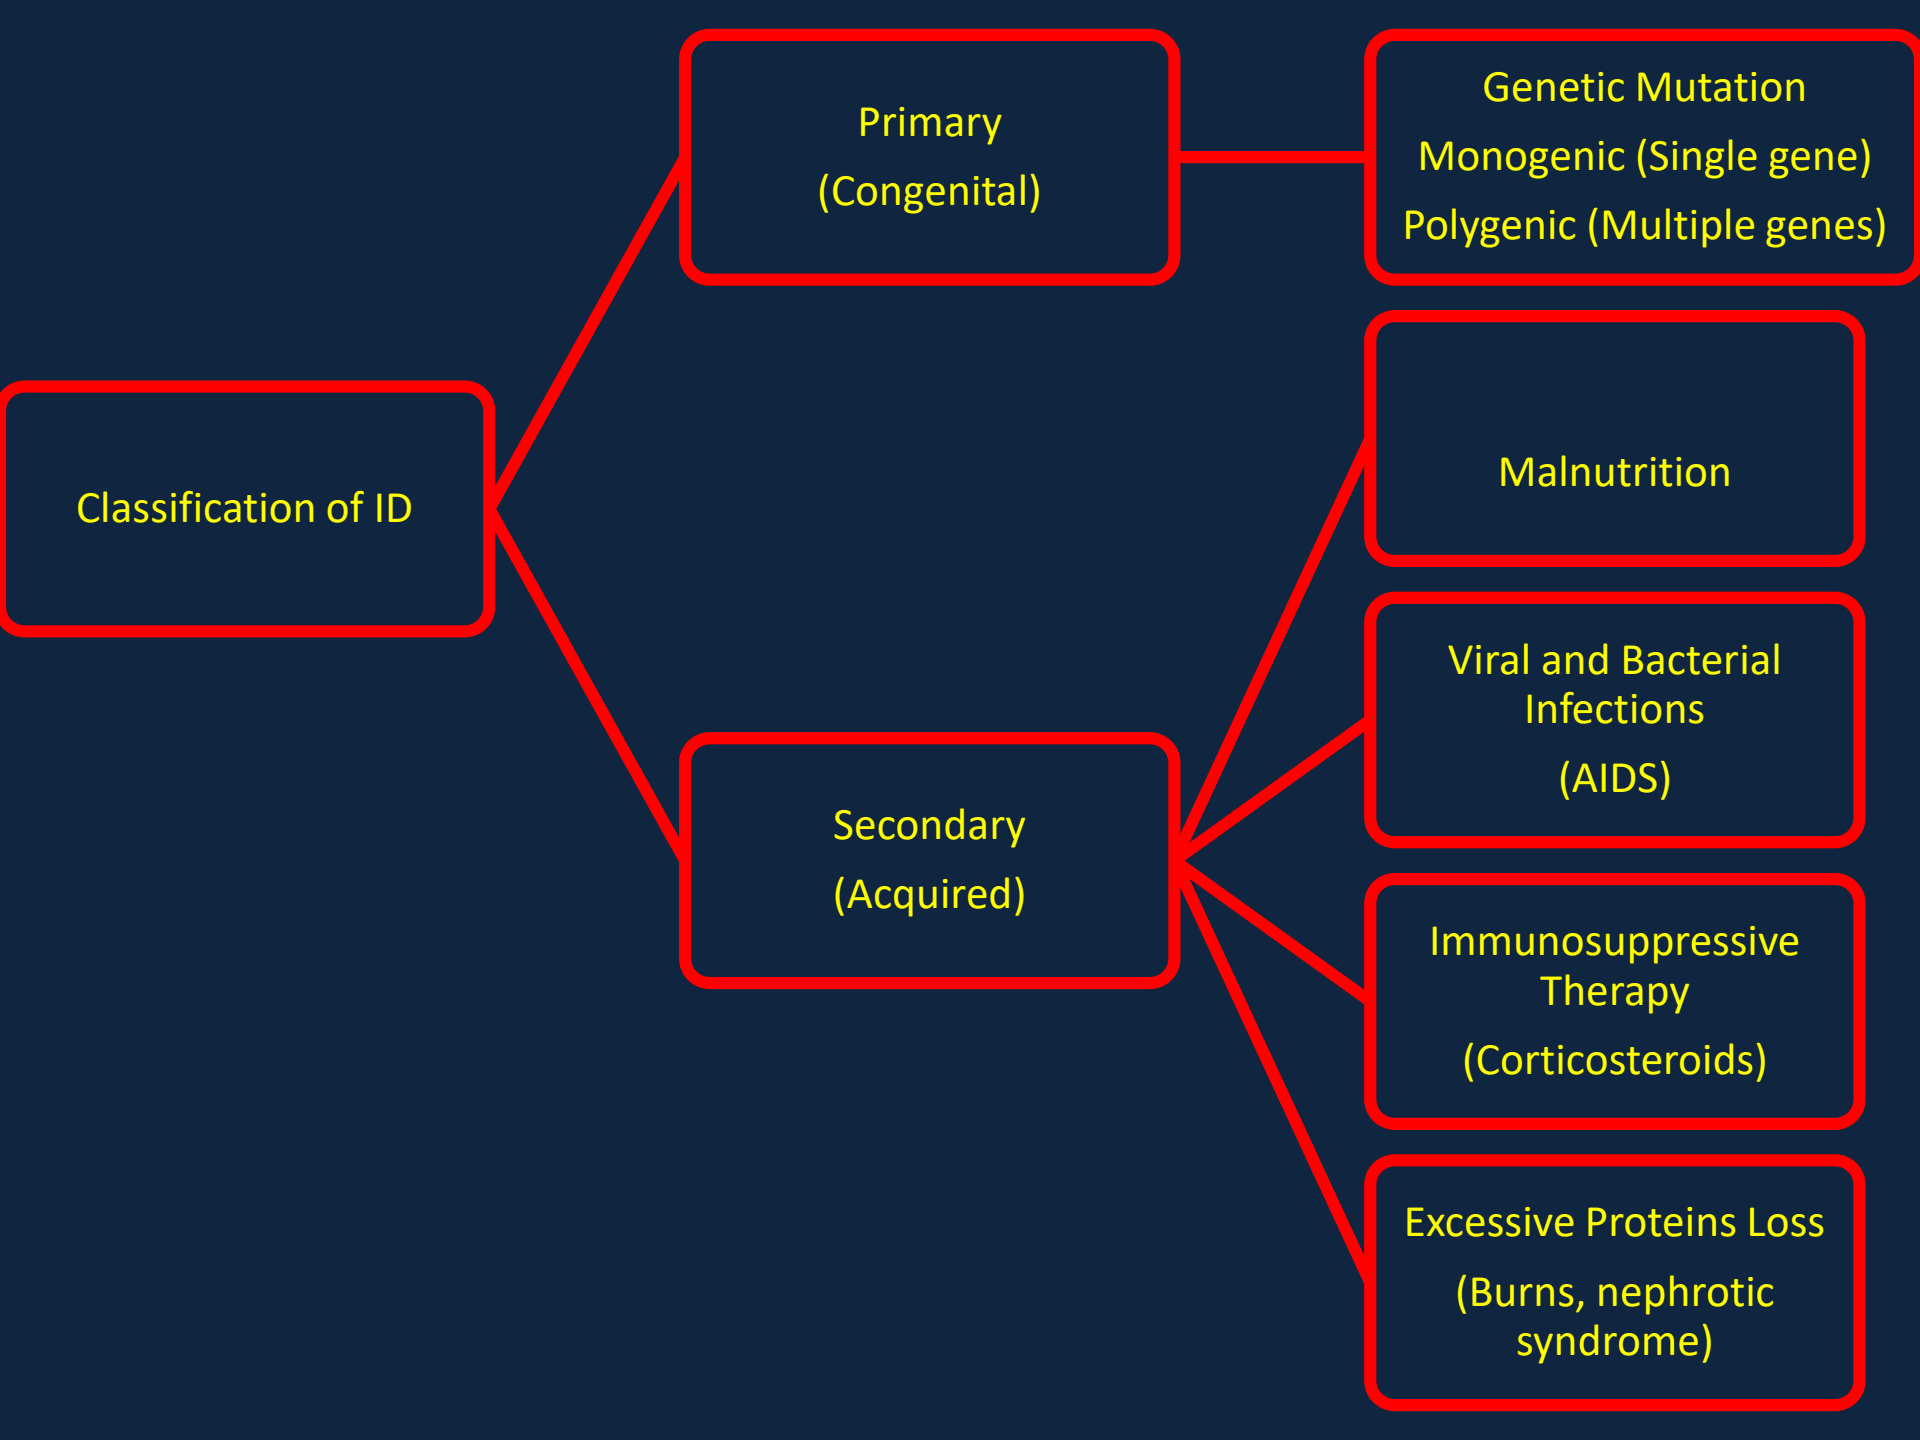 Classification of ID
Primary
(Congenital)
Genetic Mutation
Monogenic (Single gene)
Polygenic (Multiple genes)
Secondary
(Acquired)
Malnutrition
Viral and Bacterial
Infections
(AIDS)
Immunosuppressive
Therapy
(Corticosteroids)
Excessive Proteins Loss
(Burns, nephrotic
syndrome)